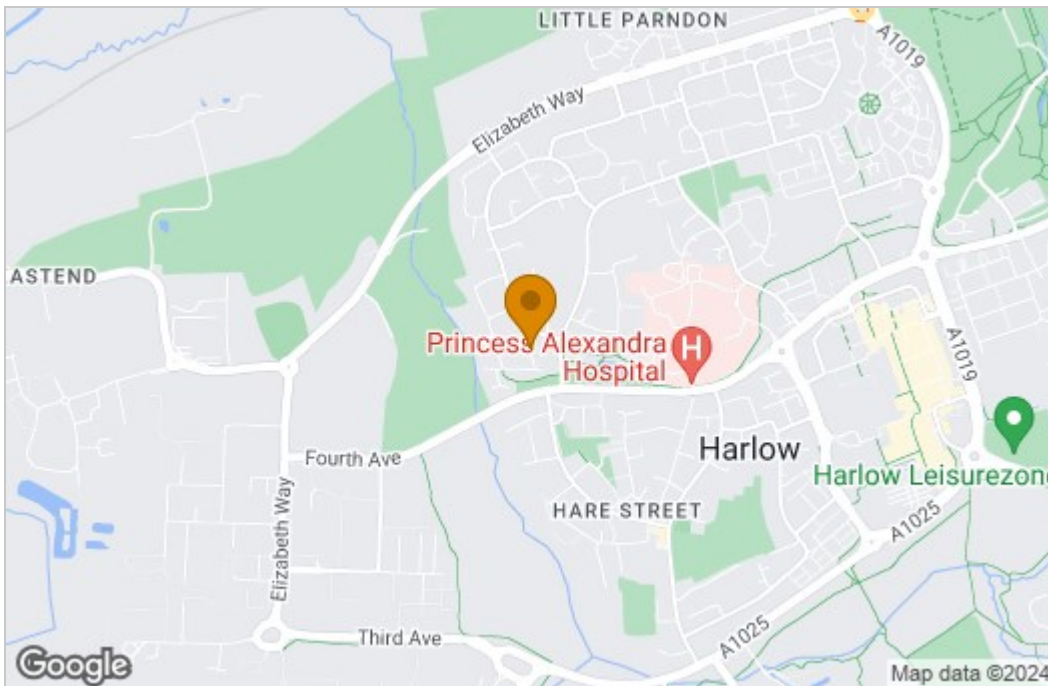 LITTLE PARNDON
A1019
Elizabeth Way
ASTEND
Princess Alexandra
Hospital
H
A1019
Harlow
Harlow Leisurezone
Fourth Ave
HARE STREET
Elizabeth Way
A1025
Third Ave
A1025
Google
Map data ©2024